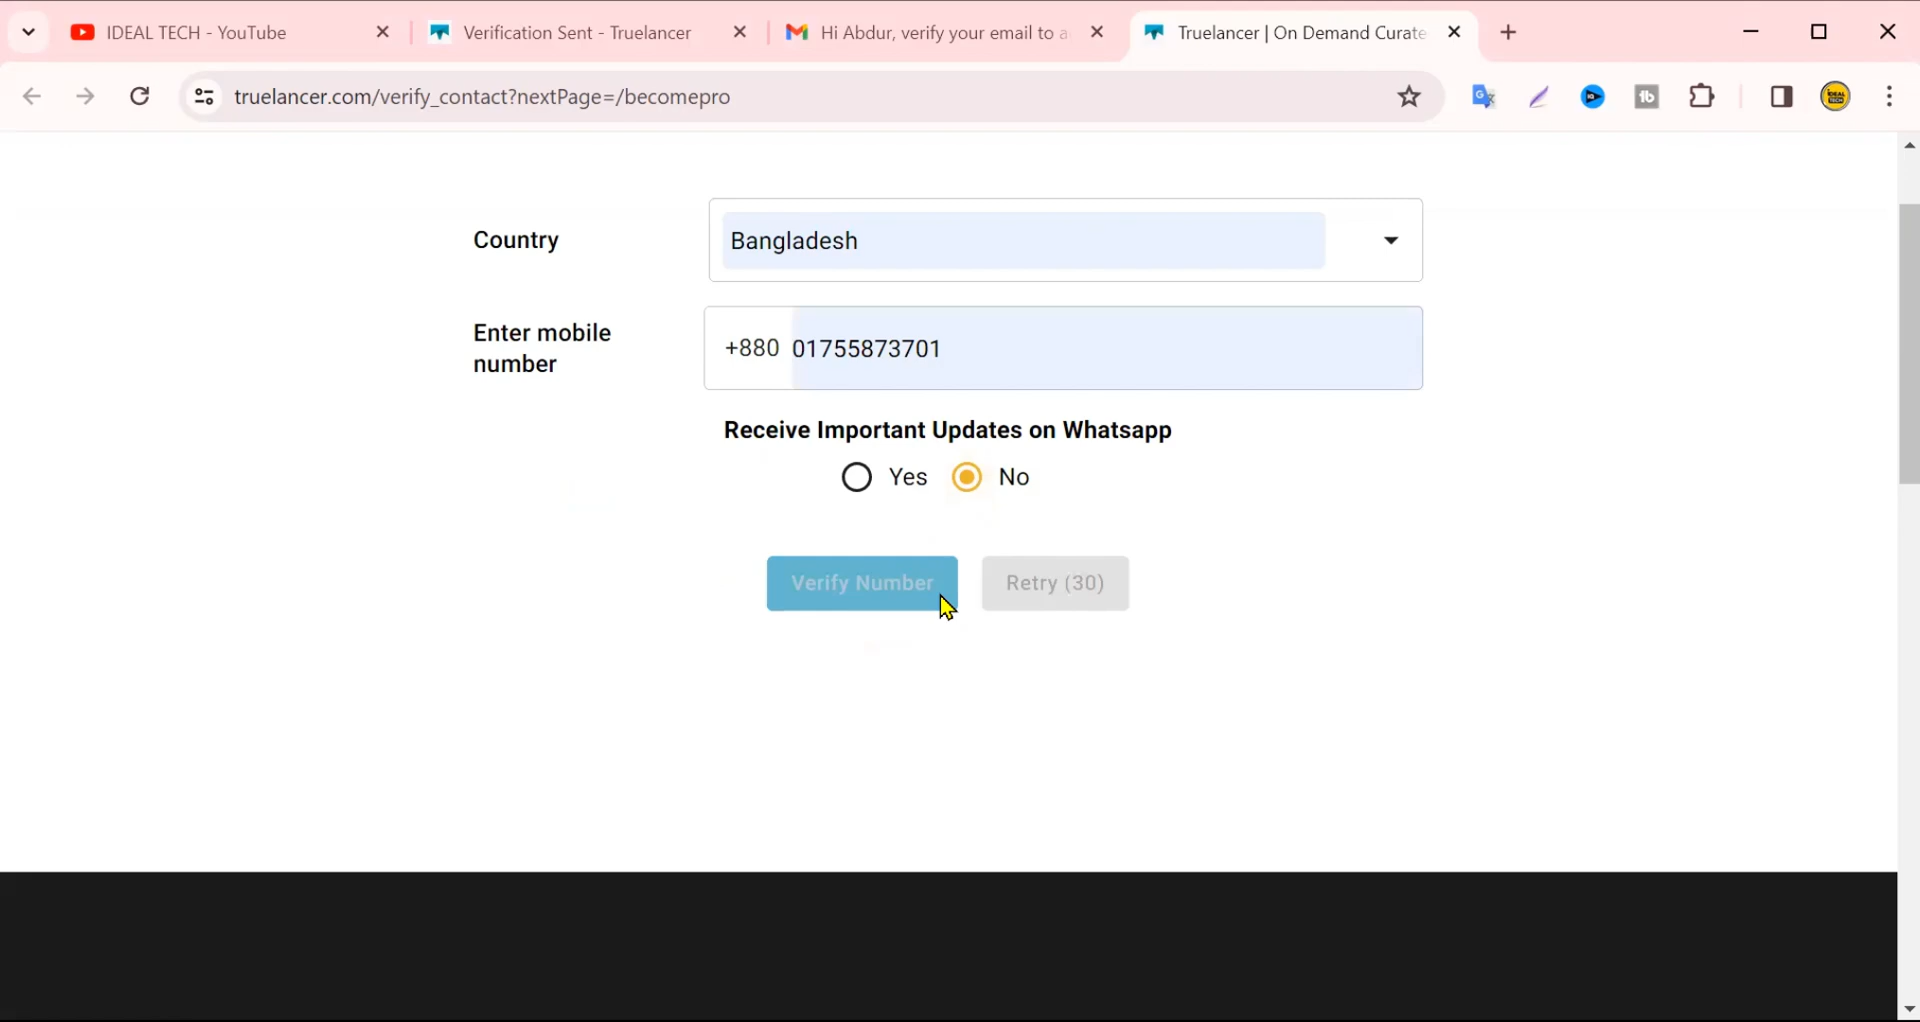 IDEAL TECH - YouTube
Verification Sent - Truelancer
Hi Abdur, verify your email to a
Truelancer | On Demand Curate
truelancer.com/verify_contact?nextPage=/becomepro
Country
Bangladesh
Enter mobile
number
+880 01755873701
Receive Important Updates on Whatsapp
Yes No
Verify Number Retry (30)